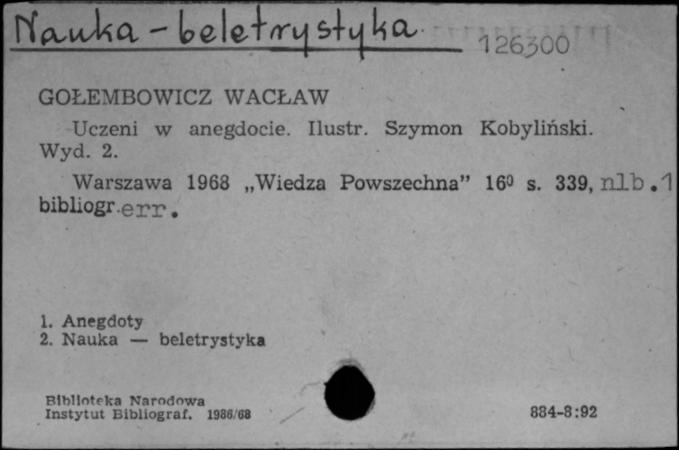 Nauka - beletrystyka
126300
GOŁEMBOWICZ WACŁAW
Uczeni w anegdocie. Ilustr. Szymon Kobyliński.
Wyd. 2.
Warszawa 1968 „Wiedza Powszechna” 16⁰ s. 339, nlb.1
bibliogr.err.
1. Anegdoty
2. Nauka — beletrystyka
Biblioteka Narodowa
Instytut Bibliograf. 1986/68
884-8:92